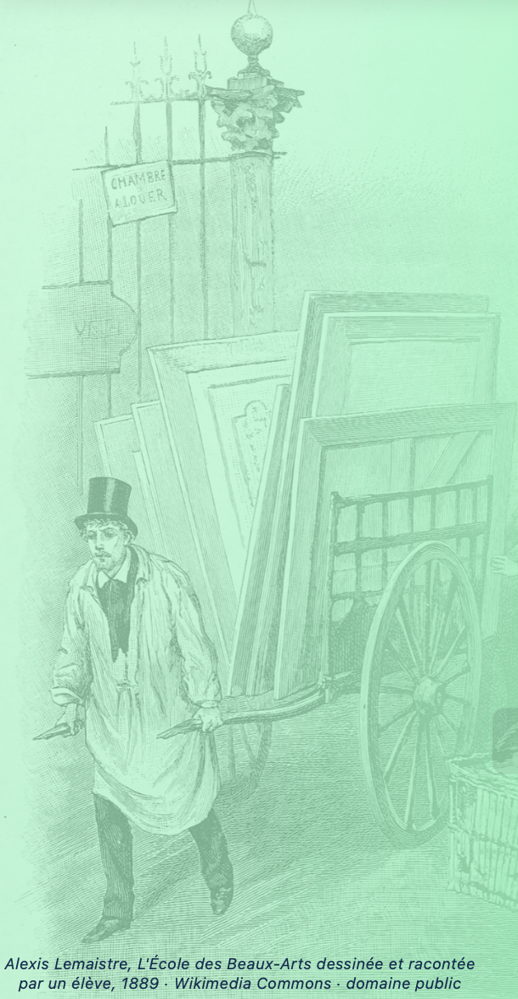 CHAMBRE
A LOUER
Alexis Lemaistre, L'École des Beaux-Arts dessinée et racontée
par un élève, 1889 · Wikimedia Commons · domaine public